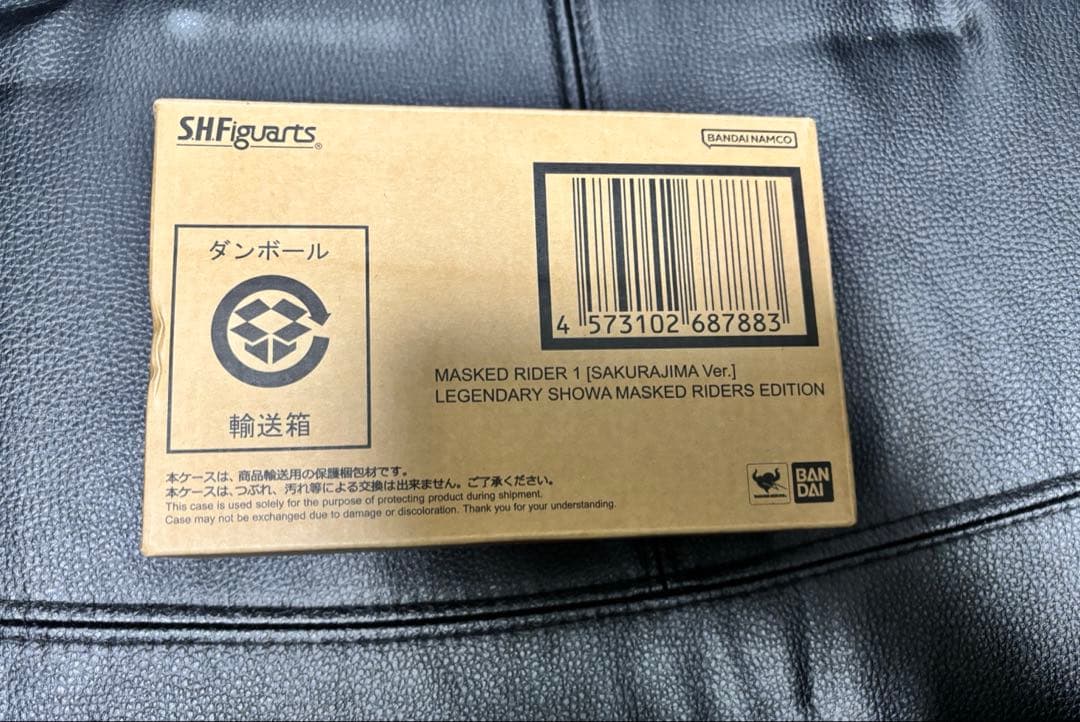 S.H.Figuarts®
BANDAI NAMCO
ダンボール
輸送箱
4 573102 687883
MASKED RIDER 1 [SAKURAJIMA Ver.]
LEGENDARY SHOWA MASKED RIDERS EDITION
本ケースは、商品輸送用の保護梱包材です。
本ケースは、つぶれ、汚れ等による交換は出来ません。ご了承ください。
This case is used solely for the purpose of protecting product during shipment.
Case may not be exchanged due to damage or discoloration. Thank you for your understanding.
BAN
DAI